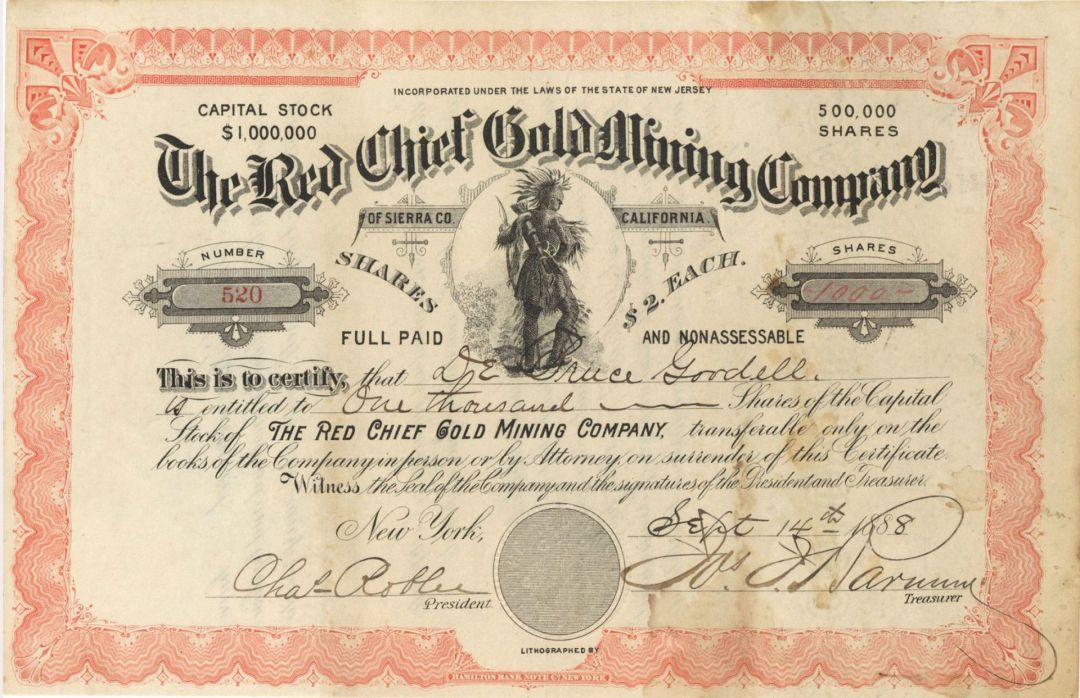 INCORPORATED UNDER THE LAWS OF THE STATE OF NEW JERSEY
CAPITAL STOCK
$1,000,000
500,000
SHARES
The Red Chief Gold Mining Company
OF SIERRA CO. CALIFORNIA.
NUMBER
520
SHARES $2. EACH.
SHARES
1000-
FULL PAID AND NONASSESSABLE
This is to certify, that D E Bruce Goodell.
is entitled to One thousand Shares of the Capital
Stock of THE RED CHIEF GOLD MINING COMPANY, transferable only on the
books of the Company in person or by Attorney, on surrender of this Certificate.
Witness the Seal of the Company and the signatures of the President and Treasurer.
New York, Sept 14th 1888
Chas
President.
Jos
Treasurer
LITHOGRAPHED BY
HAMILTON BANK NOTE Co. NEW YORK